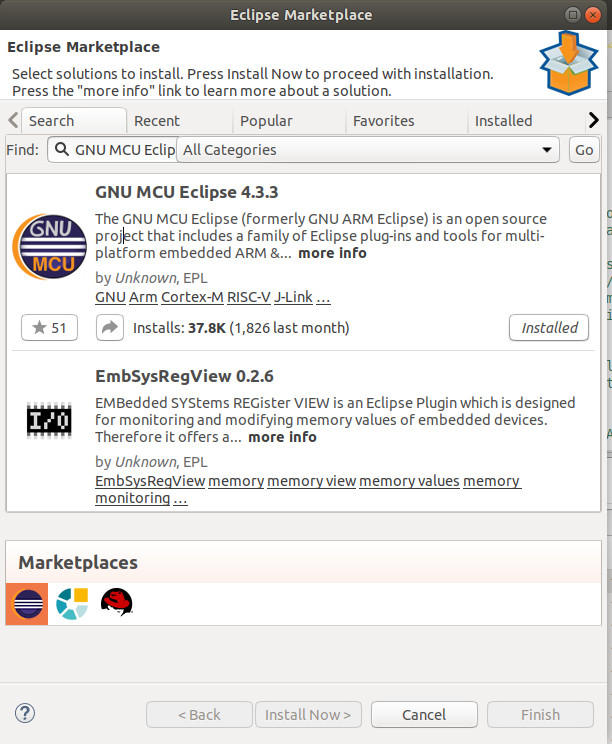 Eclipse Marketplace
Eclipse Marketplace
Select solutions to install. Press Install Now to proceed with installation.
Press the "more info" link to learn more about a solution.
Search Recent Popular Favorites Installed
Find: GNU MCU Eclip All Categories Go
GNU MCU Eclipse 4.3.3
The GNU MCU Eclipse (formerly GNU ARM Eclipse) is an open source
project that includes a family of Eclipse plug-ins and tools for multi-
platform embedded ARM &... more info
by Unknown, EPL
GNU Arm Cortex-M RISC-V J-Link ...
51 Installs: 37.8K (1,826 last month) Installed
EmbSysRegView 0.2.6
EMBedded SYStems REGister VIEW is an Eclipse Plugin which is designed
for monitoring and modifying memory values of embedded devices.
Therefore it offers a... more info
by Unknown, EPL
EmbSysRegView memory memory view memory values memory
monitoring ...
Marketplaces
< Back Install Now > Cancel Finish
GNU
MCU
I/O